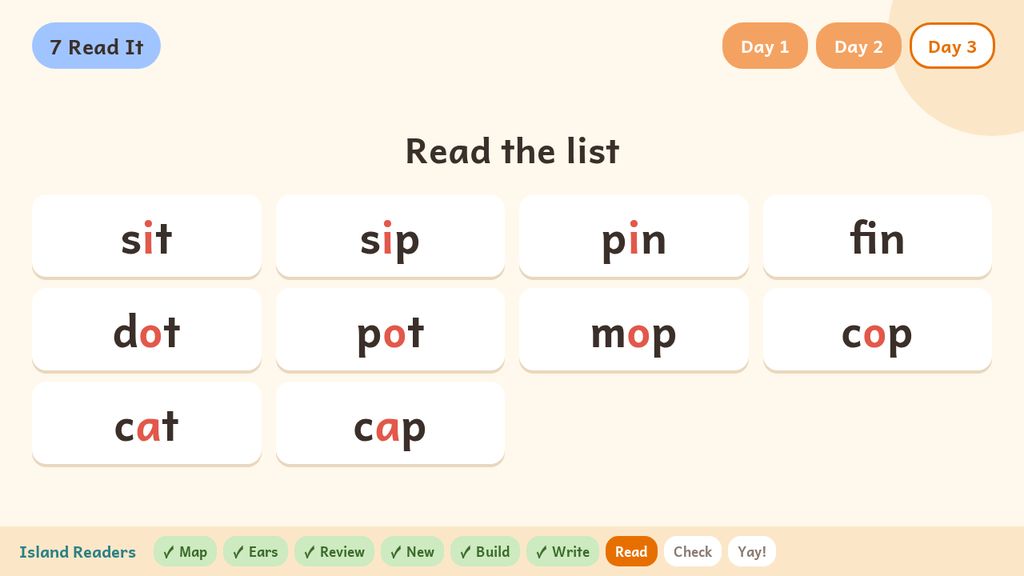 7 Read It
Day 1 Day 2 Day 3
Read the list
sit sip pin fin
dot pot mop cop
cat cap
Island Readers ✓ Map ✓ Ears ✓ Review ✓ New ✓ Build ✓ Write Read Check Yay!